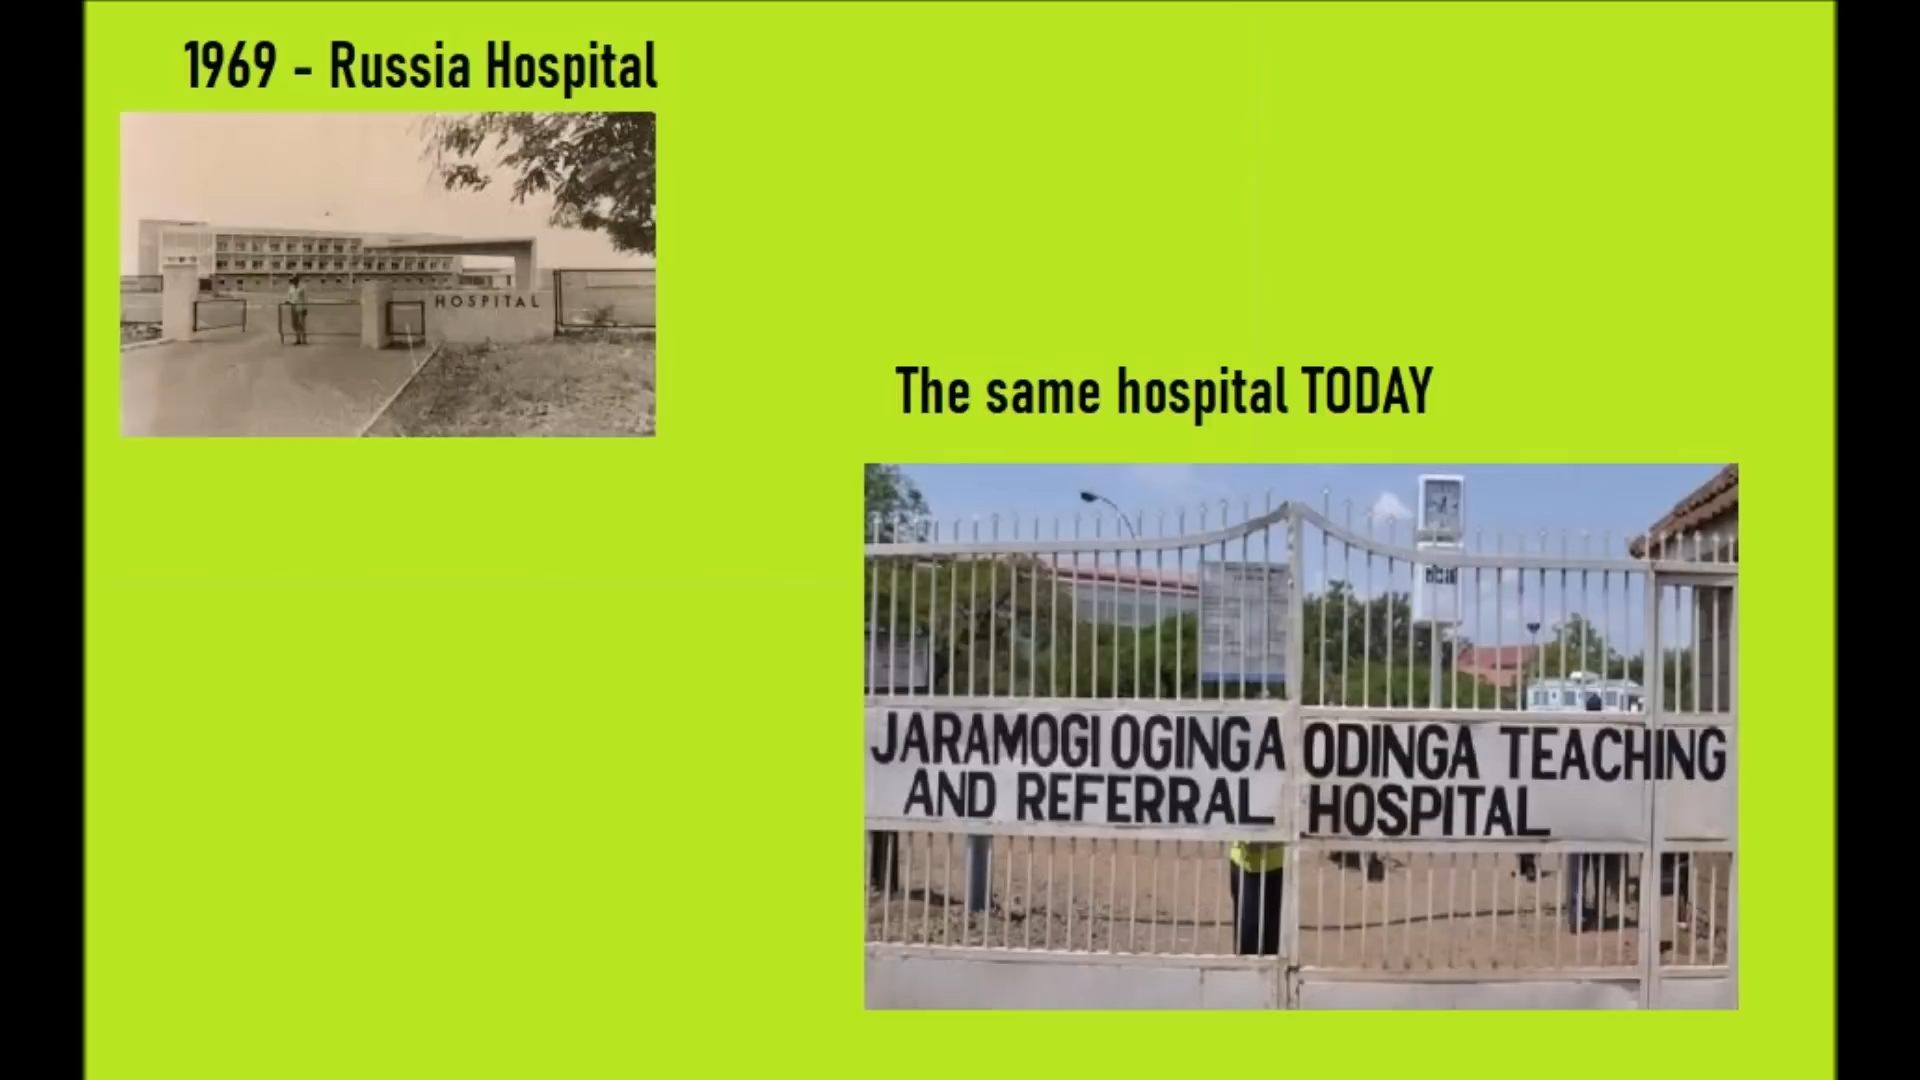 1969 - Russia Hospital
HOSPITAL
The same hospital TODAY
JARAMOGI OGINGA ODINGA TEACHING
AND REFERRAL HOSPITAL